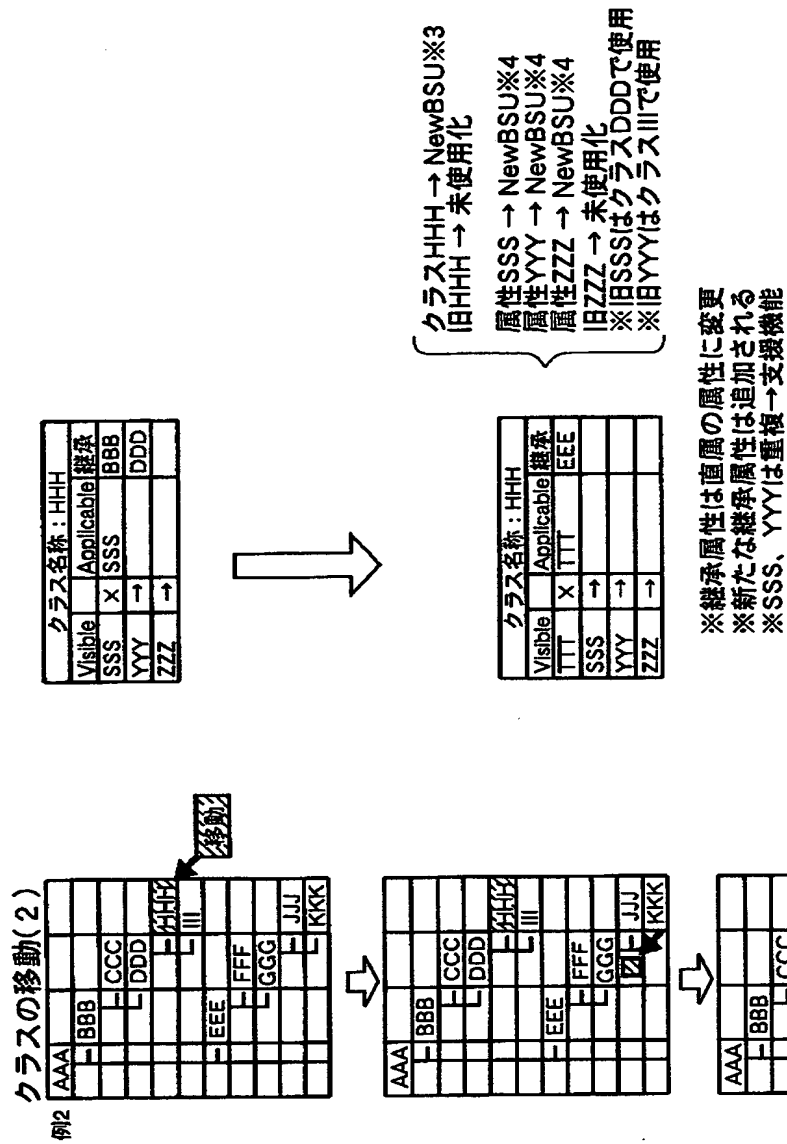 クラスの移動(2)
例2
AAA
BBB
CCC
DDD
HHH
III
EEE
FFF
GGG
JJJ
KKK
移動
クラス名称：HHH
Visible Applicable 継承
SSS × SSS BBB
YYY → DDD
ZZZ →
AAA
BBB
CCC
DDD
HHH
III
EEE
FFF
GGG
JJJ
KKK
クラス名称：HHH
Visible Applicable 継承
TTT × TTT EEE
SSS →
YYY →
ZZZ →
クラスHHH → NewBSU※3
旧HHH → 未使用化
属性SSS → NewBSU※4
属性YYY → NewBSU※4
属性ZZZ → NewBSU※4
旧ZZZ → 未使用化
※旧SSSはクラスDDDで使用
※旧YYYはクラスIIIで使用
※継承属性は直属の属性に変更
※新たな継承属性は追加される
※SSS、YYYは重複→支援機能
AAA
BBB
CCC